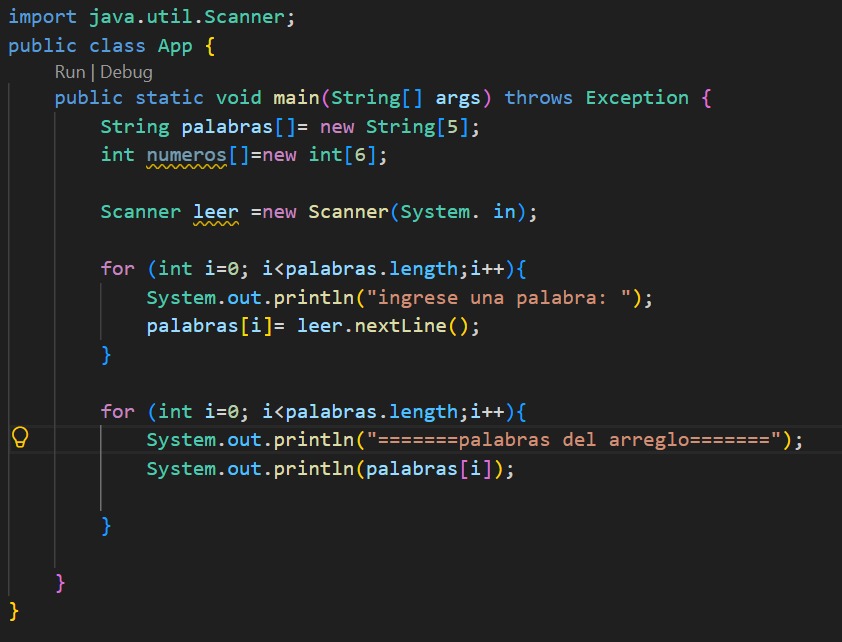 import java.util.Scanner;
public class App {
Run | Debug
public static void main(String[] args) throws Exception {
String palabras[]= new String[5];
int numeros[]=new int[6];
Scanner leer =new Scanner(System. in);
for (int i=0; i<palabras.length;i++){
System.out.println("ingrese una palabra: ");
palabras[i]= leer.nextLine();
}
for (int i=0; i<palabras.length;i++){
System.out.println("=======palabras del arreglo=======");
System.out.println(palabras[i]);
}
}
}